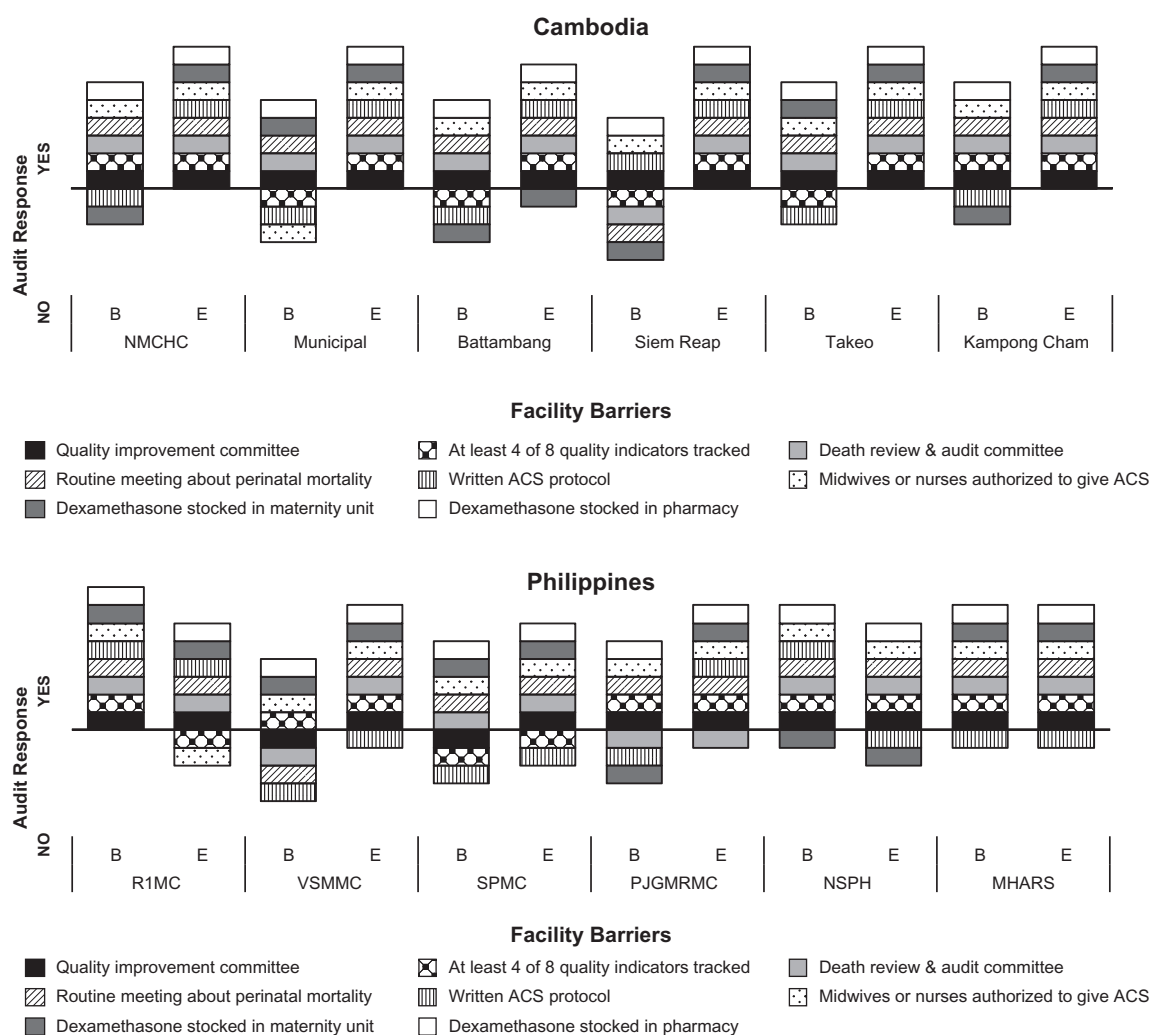 Cambodia
Audit Response
YES
NO
B E B E B E B E B E B E
NMCHC Municipal Battambang Siem Reap Takeo Kampong Cham
Facility Barriers
Quality improvement committee At least 4 of 8 quality indicators tracked Death review & audit committee
Routine meeting about perinatal mortality Written ACS protocol Midwives or nurses authorized to give ACS
Dexamethasone stocked in maternity unit Dexamethasone stocked in pharmacy
Philippines
Audit Response
YES
NO
B E B E B E B E B E B E
R1MC VSMMC SPMC PJGMRMC NSPH MHARS
Facility Barriers
Quality improvement committee At least 4 of 8 quality indicators tracked Death review & audit committee
Routine meeting about perinatal mortality Written ACS protocol Midwives or nurses authorized to give ACS
Dexamethasone stocked in maternity unit Dexamethasone stocked in pharmacy